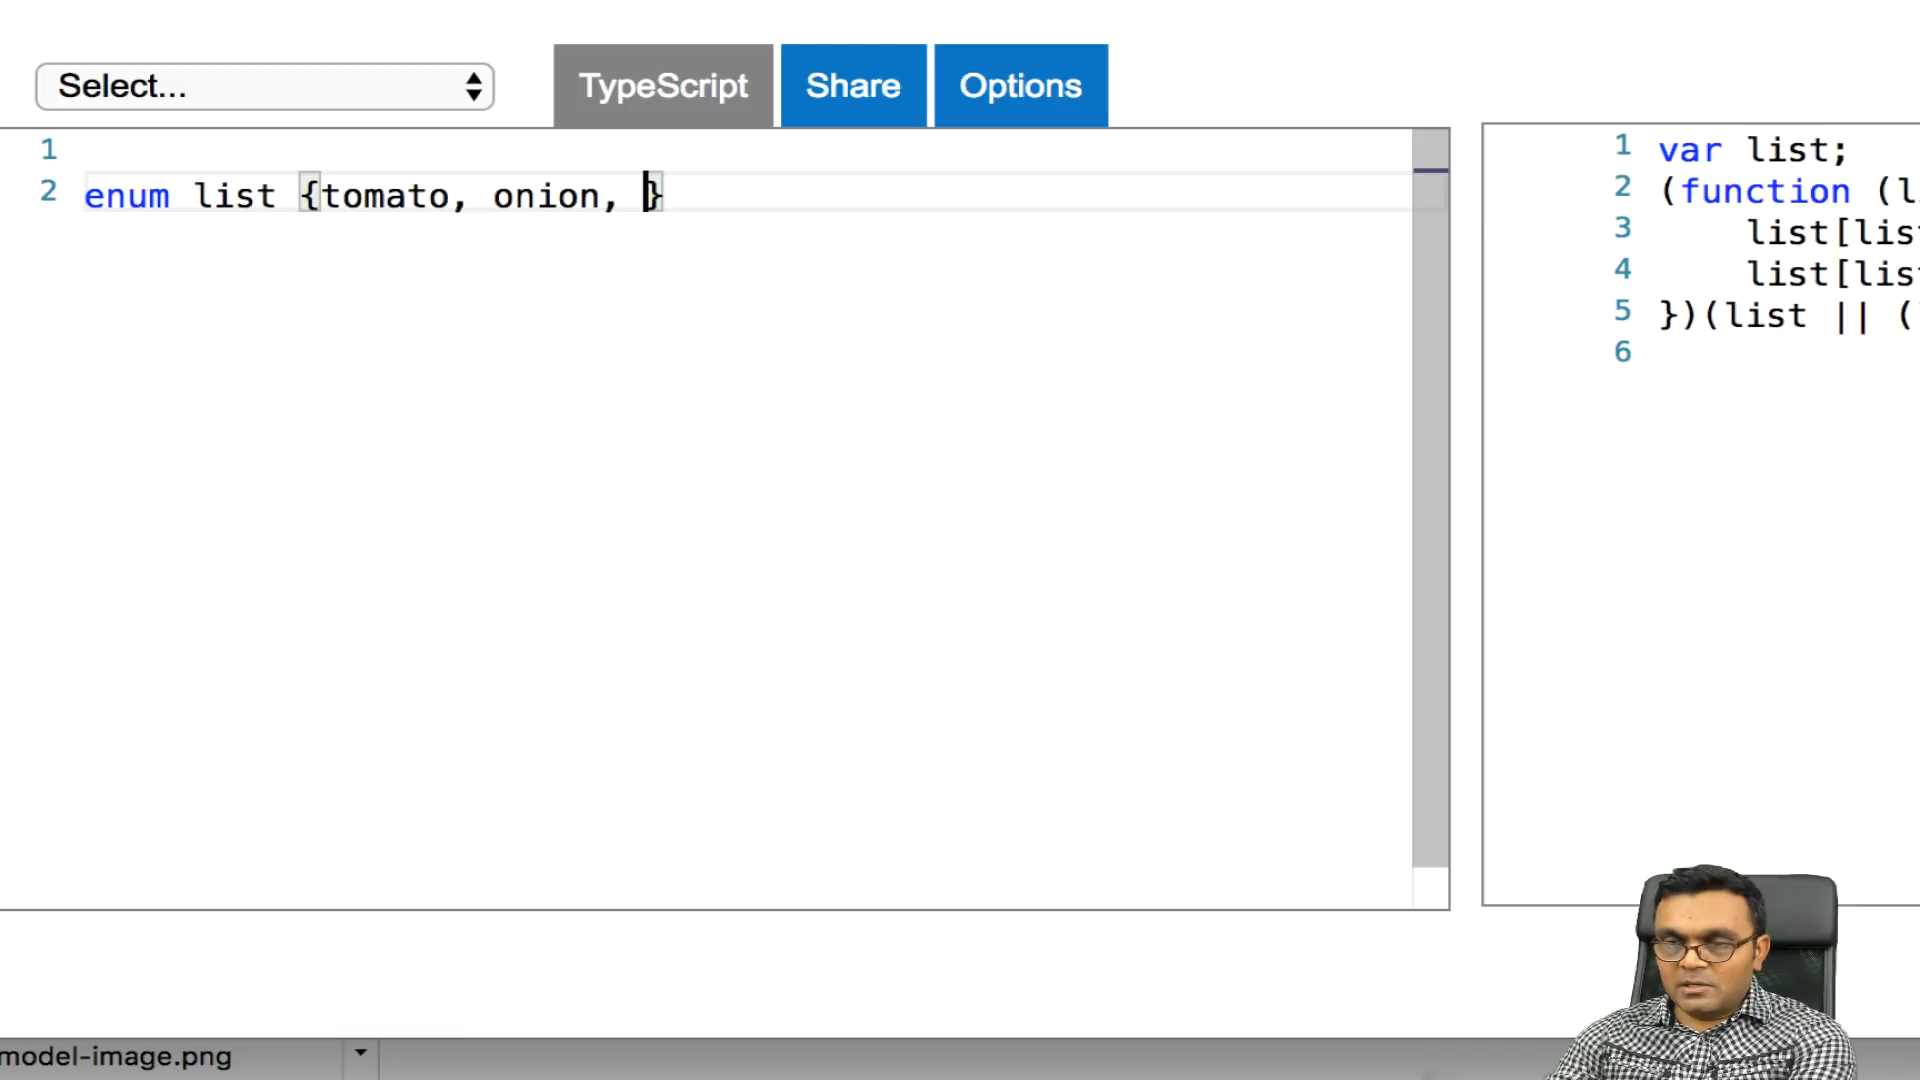 Select...
TypeScript
Share
Options
1
2 enum list {tomato, onion, }
1 var list;
2 (function (l
3 list[lis
4 list[lis
5 })(list || (
6
model-image.png